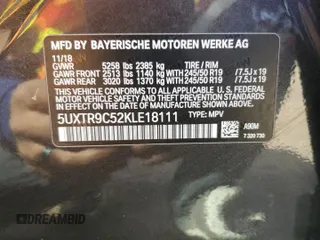 MFD BY BAYERISCHE MOTOREN WERKE AG
11/18
GVWR 5258 lbs 2385 kg TIRE / RIM
GAWR FRONT 2513 lbs 1140 KG WITH 245/50 R19 / 7.5J x 19
GAWR REAR 3020 lbs 1370 KG WITH 245/50 R19 / 7.5J x 19
THIS VEHICLE CONFORMS TO ALL APPLICABLE U.S. FEDERAL
MOTOR VEHICLE SAFETY AND THEFT PREVENTION STANDARDS
IN EFFECT ON THE DATE OF MANUFACTURE SHOWN ABOVE.
5UXTR9C52KLE18111 TYPE: MPV
A90M
7 320 730
© DREAMBID